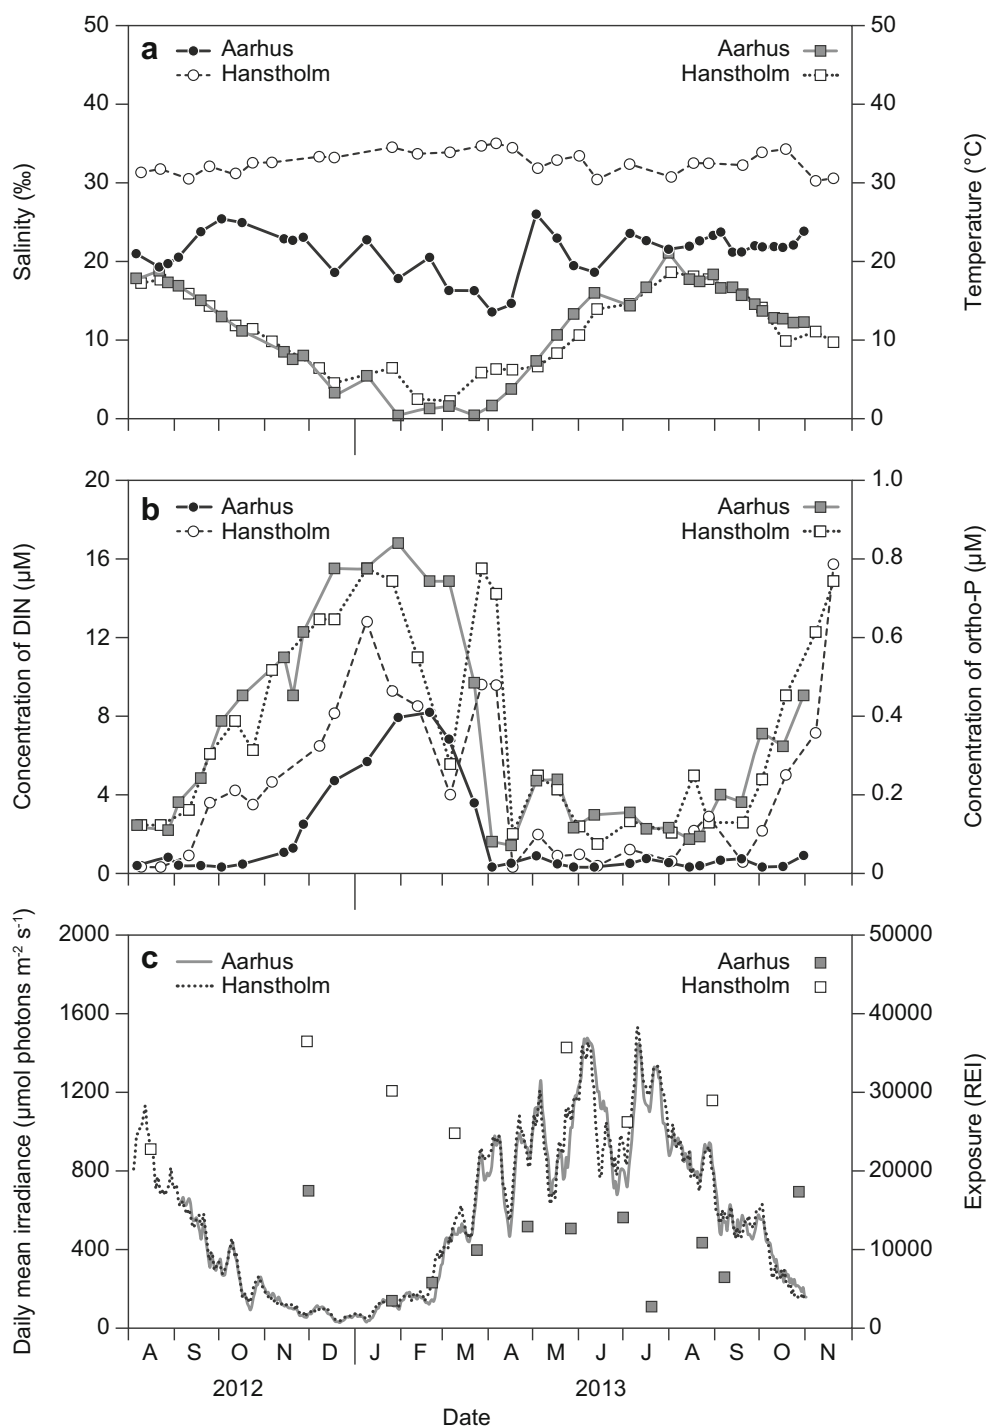 50 50
a Aarhus Aarhus
Hanstholm Hanstholm
40 40
30 30
20 20
10 10
0 0
Salinity (‰)
Temperature (°C)
20 1.0
b Aarhus Aarhus
Hanstholm Hanstholm
16 0.8
12 0.6
8 0.4
4 0.2
0 0
Concentration of DIN (µM)
Concentration of ortho-P (µM)
2000 50000
c Aarhus Aarhus
Hanstholm Hanstholm
1600 40000
1200 30000
800 20000
400 10000
0 0
Daily mean irradiance (µmol photons m⁻² s⁻¹)
Exposure (REI)
A S O N D J F M A M J J A S O N
2012 2013
Date